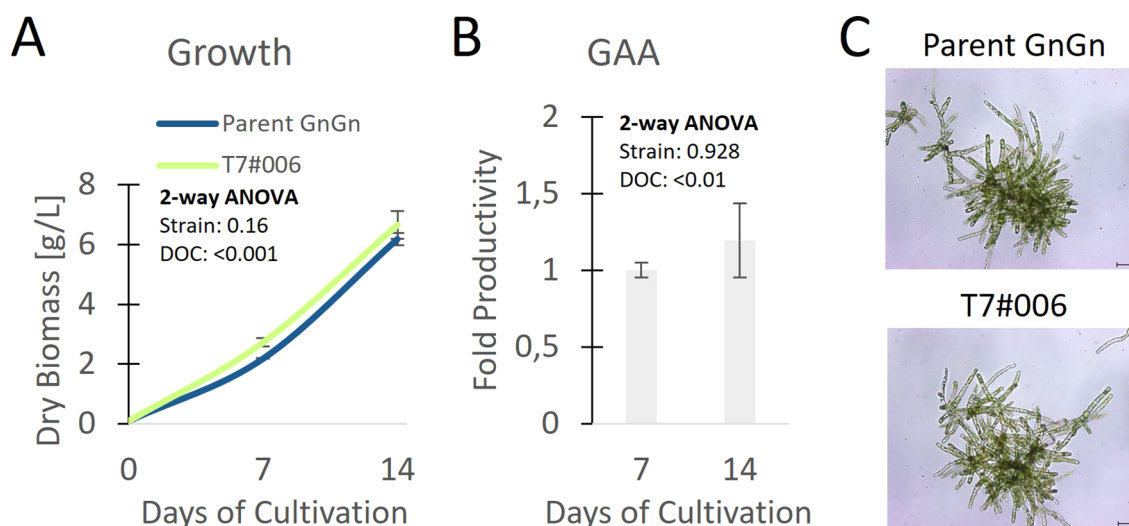 A
Growth
Parent GnGn
T7#006
2-way ANOVA
Strain: 0.16
DOC: <0.001
Dry Biomass [g/L]
8
6
4
2
0
0 7 14
Days of Cultivation
B
GAA
2-way ANOVA
Strain: 0.928
DOC: <0.01
Fold Productivity
2
1,5
1
0,5
0
7 14
Days of Cultivation
C
Parent GnGn
T7#006